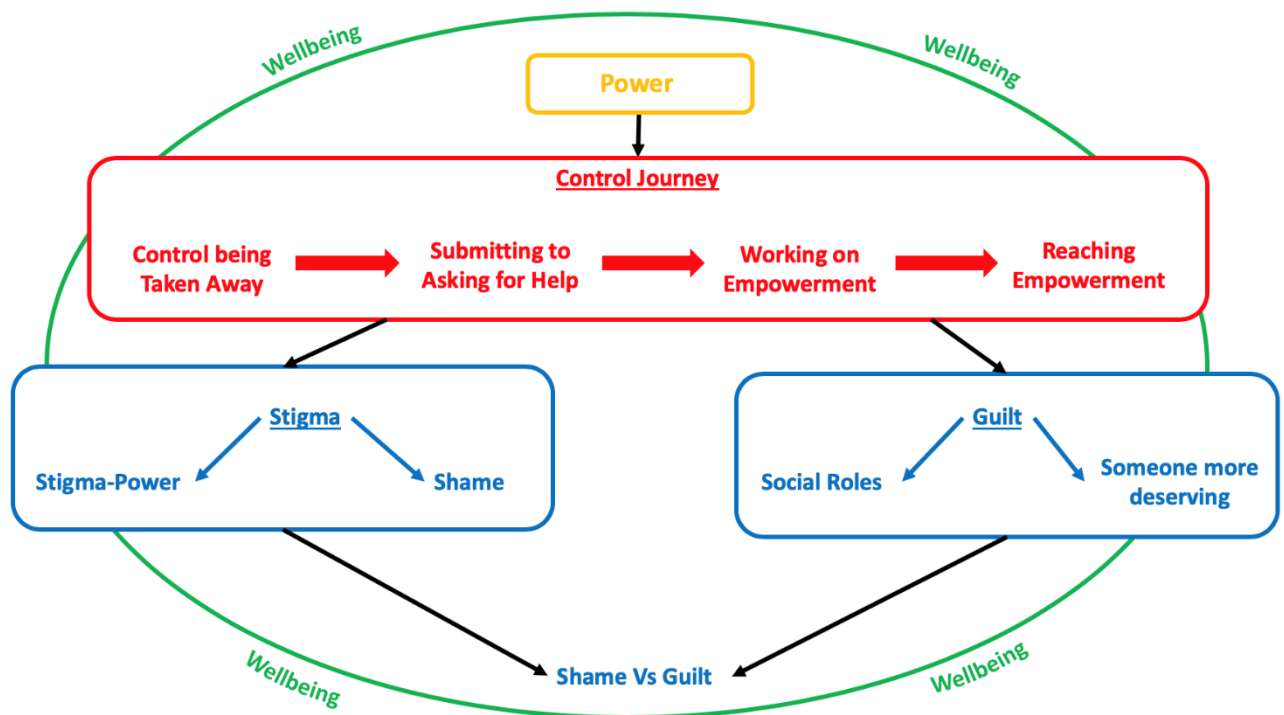 Wellbeing
Wellbeing
Power
Control Journey
Control being
Taken Away
Submitting to
Asking for Help
Working on
Empowerment
Reaching
Empowerment
Stigma
Stigma-Power
Shame
Guilt
Social Roles
Someone more
deserving
Wellbeing
Shame Vs Guilt
Wellbeing